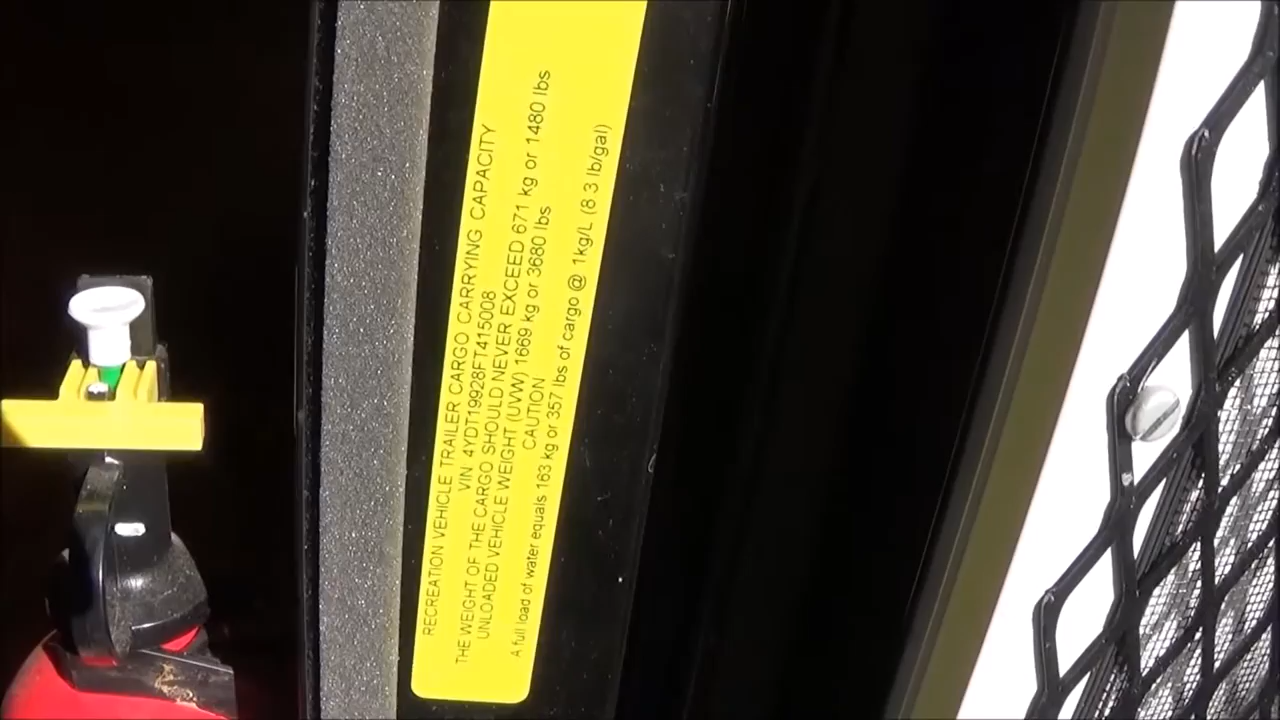 RECREATION VEHICLE TRAILER CARGO CARRYING CAPACITY
VIN 4YDT19928FT415008
THE WEIGHT OF THE CARGO SHOULD NEVER EXCEED 671 kg or 1480 lbs
UNLOADED VEHICLE WEIGHT (UVW) 1669 kg or 3680 lbs
CAUTION
A full load of water equals 163 kg or 357 lbs of cargo @ 1kg/L (8.3 lb/gal)